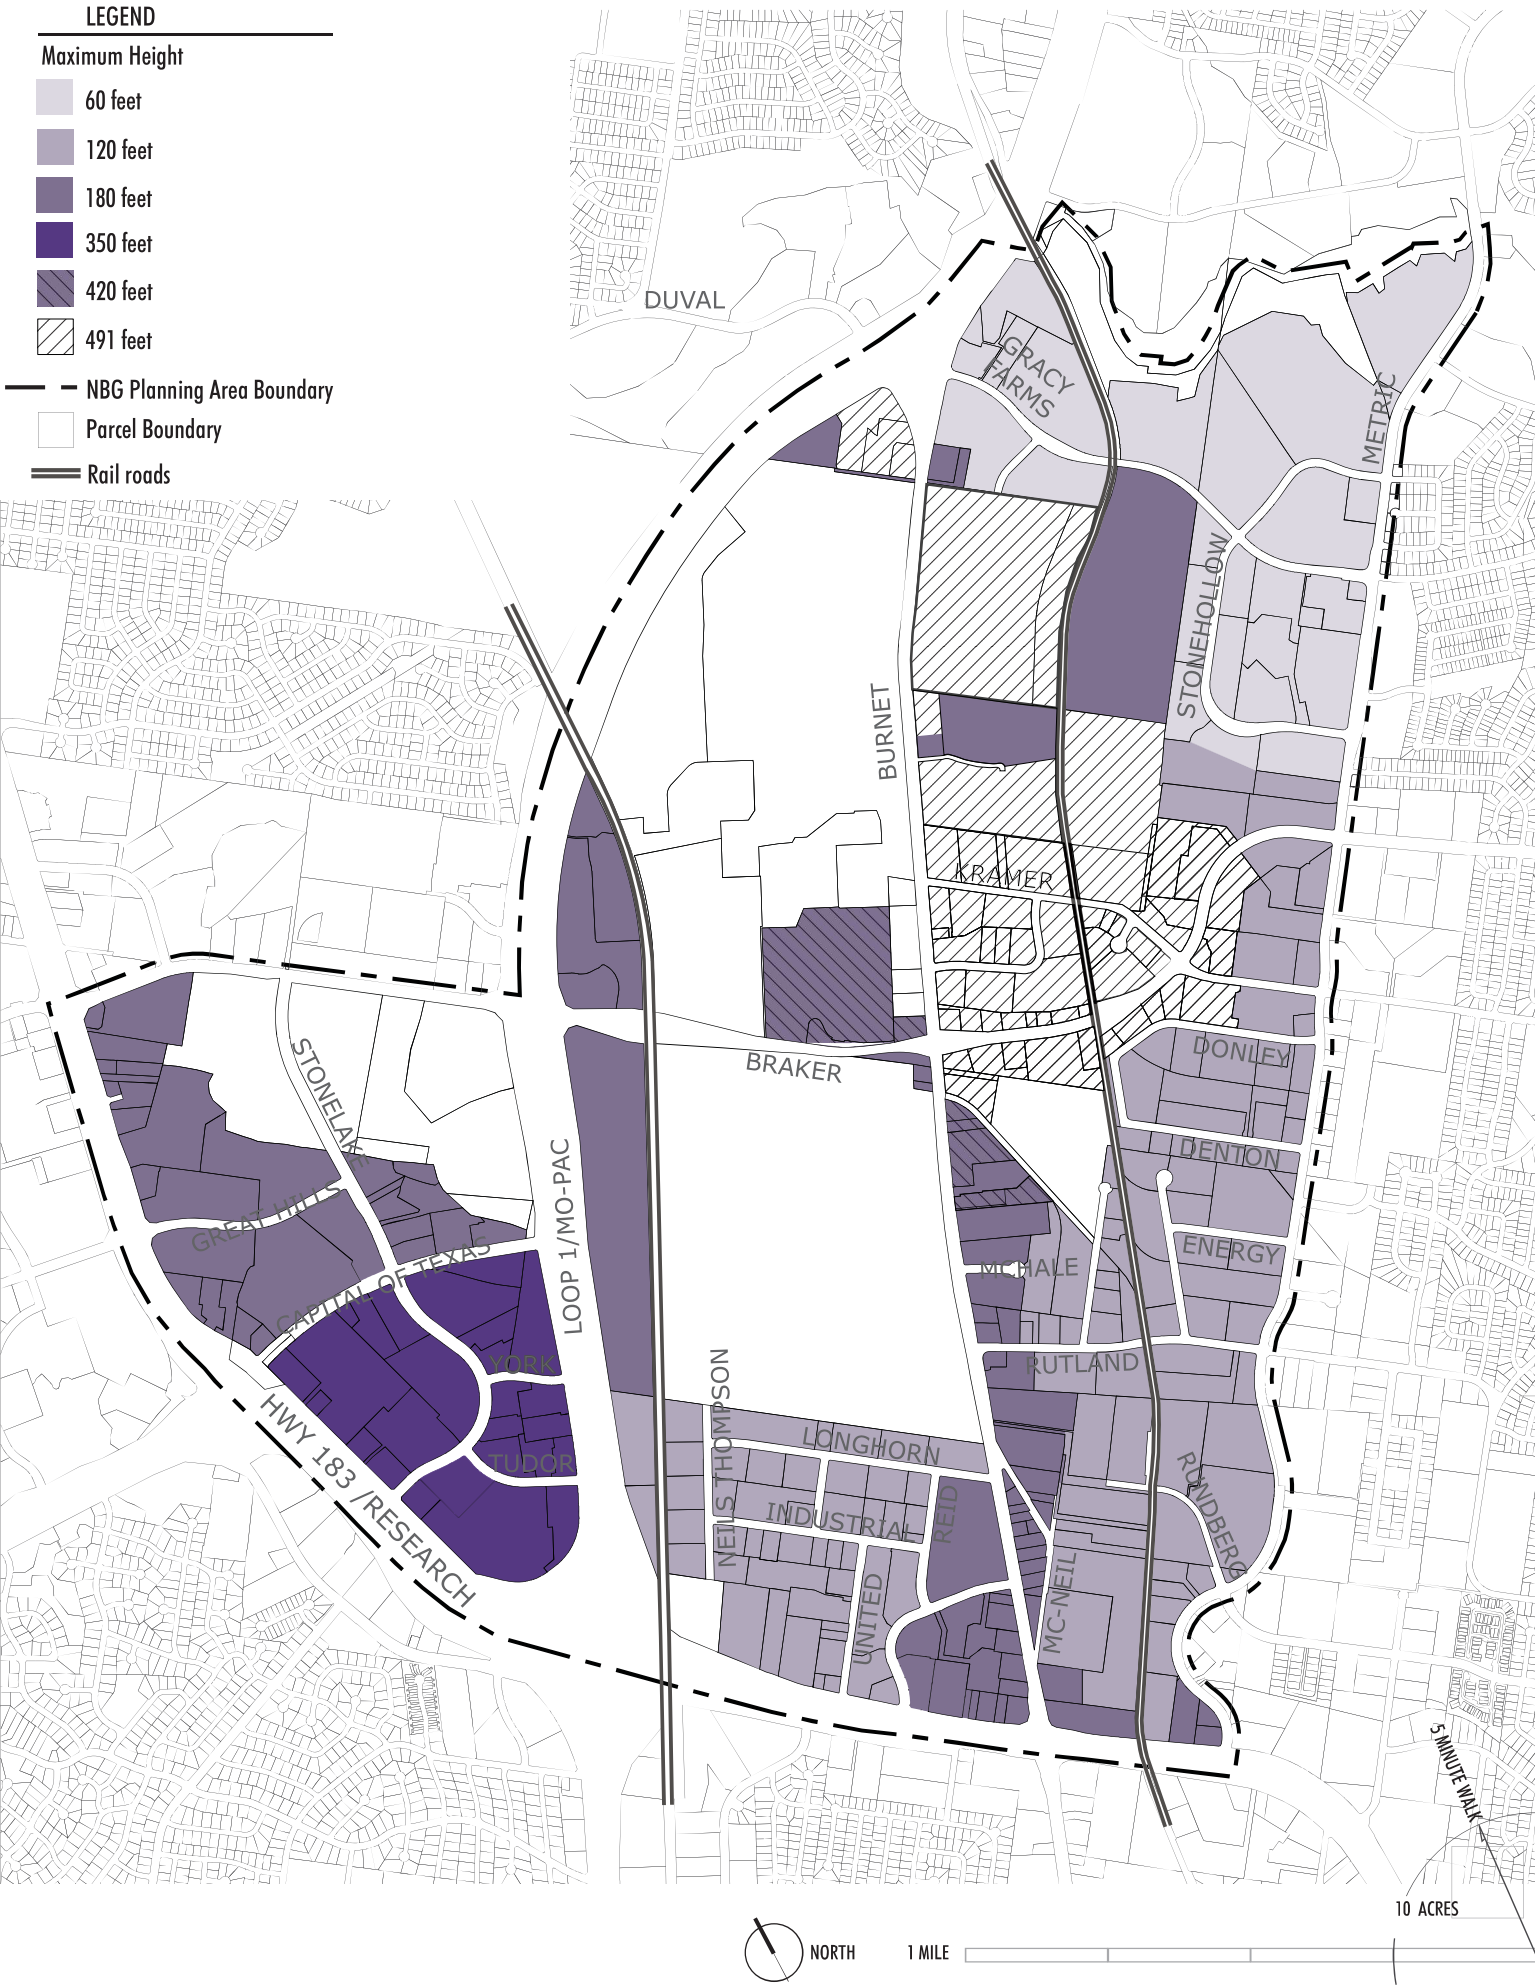 LEGEND
Maximum Height
60 feet
120 feet
180 feet
350 feet
420 feet
491 feet
NBG Planning Area Boundary
Parcel Boundary
Rail roads
DUVAL
GRACY
FARMS
METRIC
STONEHOLLOW
BURNET
KRAMER
DONLEY
BRAKER
STONELAKE
DENTON
GREAT HILLS
LOOP 1/MO-PAC
CAPITAL OF TEXAS
ENERGY
MCHALE
YORK
RUTLAND
HWY 183 /RESEARCH
NEILS THOMPSON
LONGHORN
TUDOR
RUNDBERG
INDUSTRIAL
REID
UNITED
MC-NEIL
5 MINUTE WALK
10 ACRES
NORTH
1 MILE